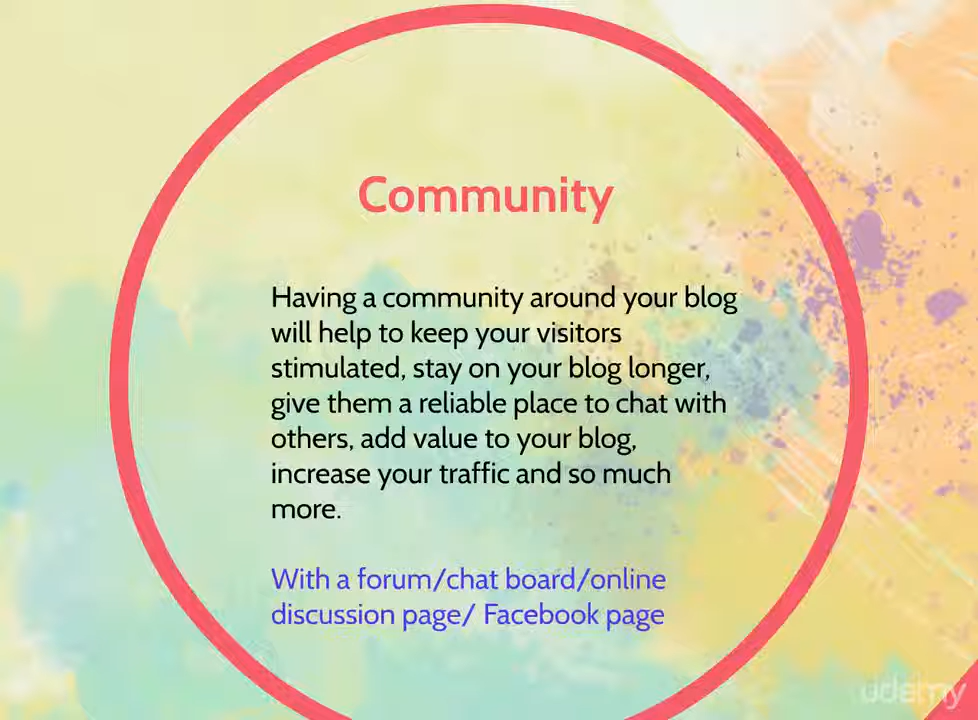 Community
Having a community around your blog
will help to keep your visitors
stimulated, stay on your blog longer,
give them a reliable place to chat with
others, add value to your blog,
increase your traffic and so much
more.
With a forum/chat board/online
discussion page/ Facebook page
udemy